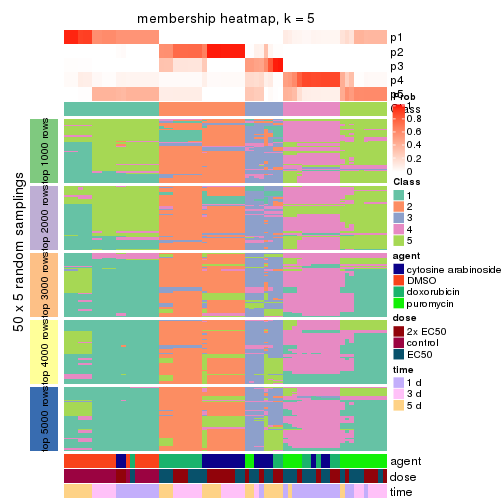 membership heatmap, k = 5
p1
p2
p3
p4
p5
50 x 5 random samplings
top 1000 rows
top 2000 rows
top 3000 rows
top 4000 rows
top 5000 rows
agent
dose
time
Prob
1
0.8
0.6
0.4
0.2
0
Class
Class
1
2
3
4
5
agent
cytosine arabinoside
DMSO
doxorubicin
puromycin
dose
2x EC50
control
EC50
time
1 d
3 d
5 d